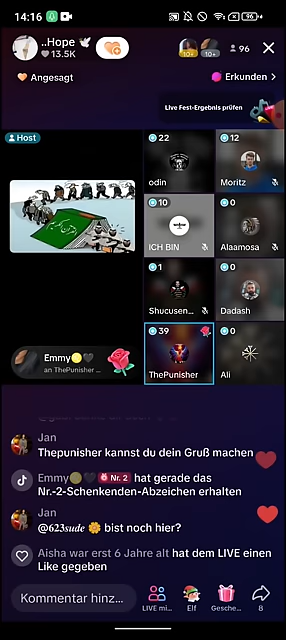 14:16
96
..Hope 🕊️
13.5K
10+
10+
96
Angesagt
Erkunden >
Live Fest-Ergebnis prüfen
Host
22
odin
12
Moritz
10
ICH BIN
0
Alaamosa
1
Shucusen...
0
Dadash
39
ThePunisher
0
Ali
Emmy🌕🖤
an ThePunisher ...
Jan
Thepunisher kannst du dein Gruß machen
Emmy🌕🖤 Nr. 2 hat gerade das
Nr.-2-Schenkenden-Abzeichen erhalten
Jan
@623𝑠𝑢𝑑𝑒 🌼 bist noch hier?
Aisha war erst 6 Jahre alt hat dem LIVE einen
Like gegeben
Kommentar hinz...
LIVE mi...
Elf
Gesche...
8